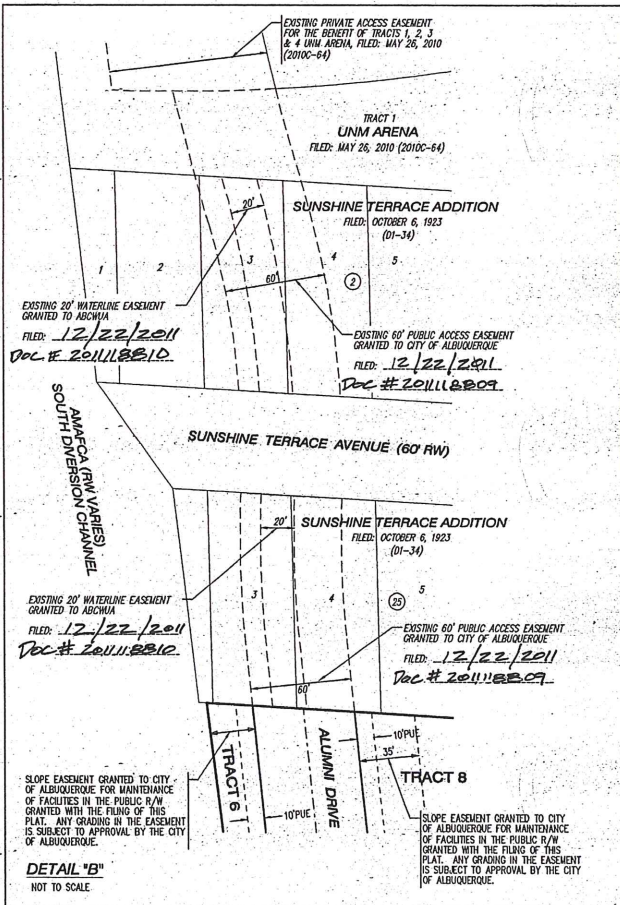 EXISTING PRIVATE ACCESS EASEMENT
FOR THE BENEFIT OF TRACTS 1, 2, 3
& 4 UNM ARENA, FILED: MAY 26, 2010
(2010C-64)
TRACT 1
UNM ARENA
FILED: MAY 26, 2010 (2010C-64)
SUNSHINE TERRACE ADDITION
FILED: OCTOBER 6, 1923
(D1-34)
20'
1
2
3
4
2
5
60'
EXISTING 20' WATERLINE EASEMENT
GRANTED TO ABCWUA
FILED: 12/22/2011
Doc # 2011118810
EXISTING 60' PUBLIC ACCESS EASEMENT
GRANTED TO CITY OF ALBUQUERQUE
FILED: 12/22/2011
Doc # 2011118809
AMAFCA (RW VARIES)
SOUTH DIVERSION CHANNEL
SUNSHINE TERRACE AVENUE (60' RW)
20'
SUNSHINE TERRACE ADDITION
FILED: OCTOBER 6, 1923
(D1-34)
3
4
25
5
EXISTING 20' WATERLINE EASEMENT
GRANTED TO ABCWUA
FILED: 12/22/2011
Doc # 2011118810
EXISTING 60' PUBLIC ACCESS EASEMENT
GRANTED TO CITY OF ALBUQUERQUE
FILED: 12/22/2011
Doc # 2011118809
60'
TRACT 6
ALUMNI DRIVE
10'PUE
35'
TRACT 8
10'PUE
SLOPE EASEMENT GRANTED TO CITY
OF ALBUQUERQUE FOR MAINTENANCE
OF FACILITIES IN THE PUBLIC R/W
GRANTED WITH THE FILING OF THIS
PLAT. ANY GRADING IN THE EASEMENT
IS SUBJECT TO APPROVAL BY THE CITY
OF ALBUQUERQUE.
SLOPE EASEMENT GRANTED TO CITY
OF ALBUQUERQUE FOR MAINTENANCE
OF FACILITIES IN THE PUBLIC R/W
GRANTED WITH THE FILING OF THIS
PLAT. ANY GRADING IN THE EASEMENT
IS SUBJECT TO APPROVAL BY THE CITY
OF ALBUQUERQUE.
DETAIL "B"
NOT TO SCALE